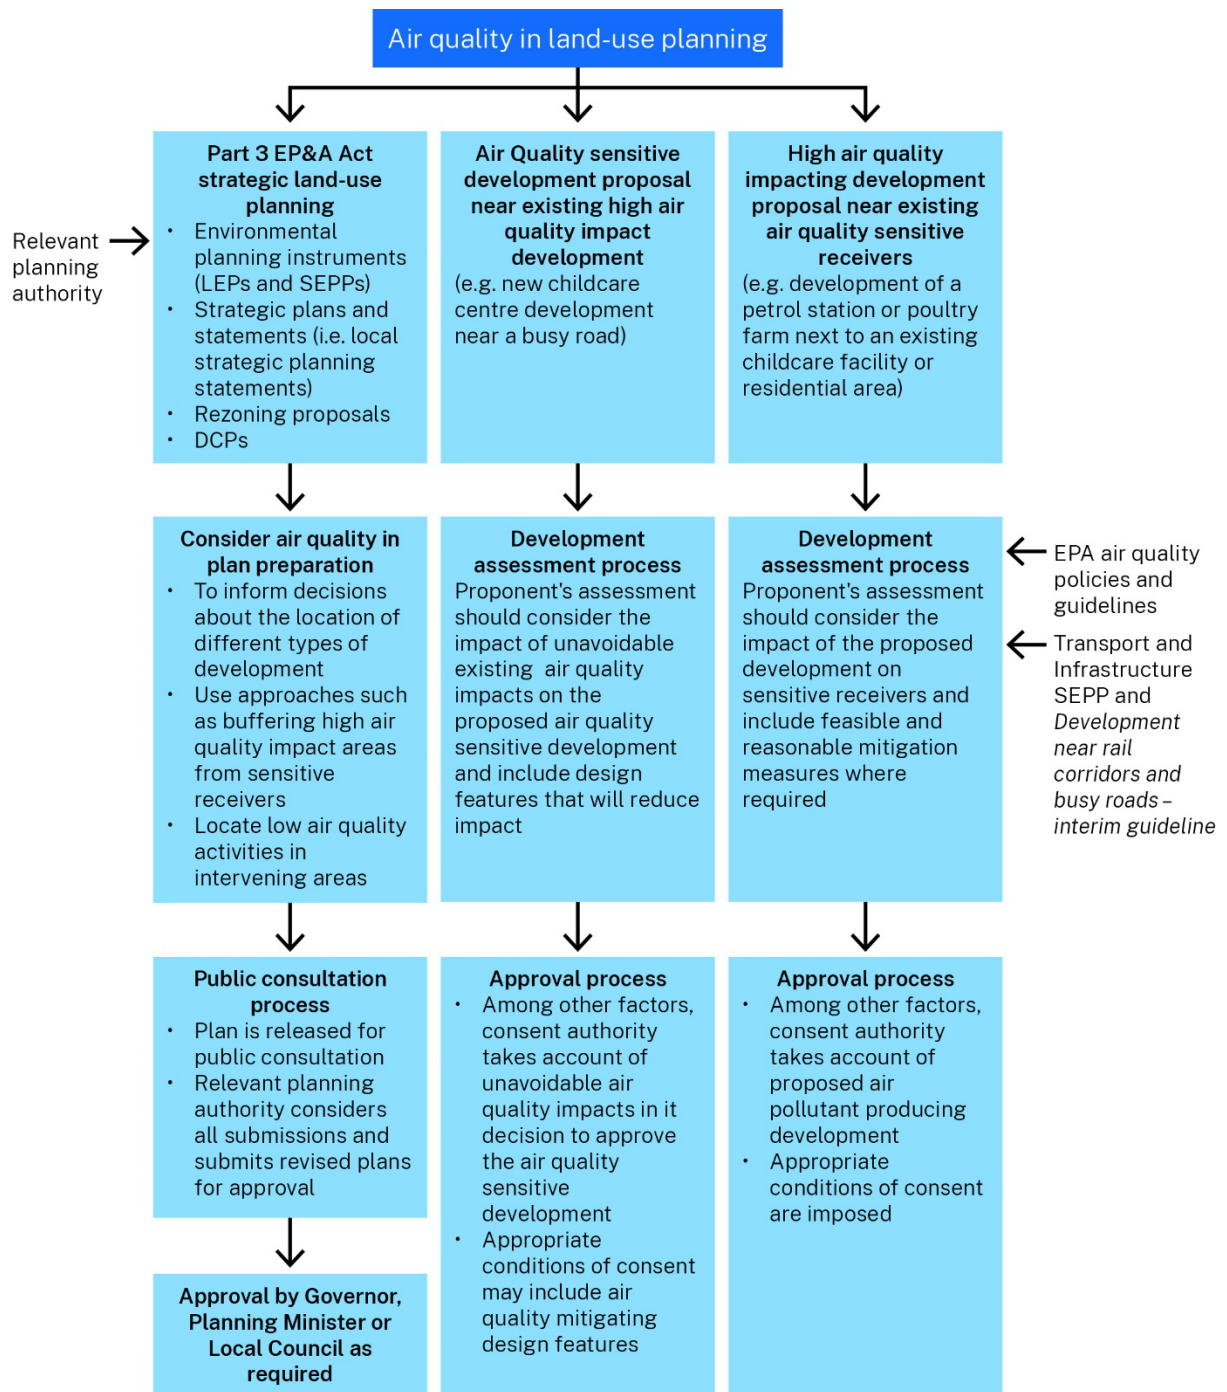 Air quality in land-use planning
Relevant
planning
authority
Part 3 EP&A Act
strategic land-use
planning
• Environmental
planning instruments
(LEPs and SEPPs)
• Strategic plans and
statements (i.e. local
strategic planning
statements)
• Rezoning proposals
• DCPs
Air Quality sensitive
development proposal
near existing high air
quality impact
development
(e.g. new childcare
centre development
near a busy road)
High air quality
impacting development
proposal near existing
air quality sensitive
receivers
(e.g. development of a
petrol station or poultry
farm next to an existing
childcare facility or
residential area)
Consider air quality in
plan preparation
• To inform decisions
about the location of
different types of
development
• Use approaches such
as buffering high air
quality impact areas
from sensitive
receivers
• Locate low air quality
activities in
intervening areas
Development
assessment process
Proponent's assessment
should consider the
impact of unavoidable
existing air quality
impacts on the
proposed air quality
sensitive development
and include design
features that will reduce
impact
Development
assessment process
Proponent's assessment
should consider the
impact of the proposed
development on
sensitive receivers and
include feasible and
reasonable mitigation
measures where
required
EPA air quality
policies and
guidelines
Transport and
Infrastructure
SEPP and
Development
near rail
corridors and
busy roads –
interim guideline
Public consultation
process
• Plan is released for
public consultation
• Relevant planning
authority considers
all submissions and
submits revised plans
for approval
Approval process
• Among other factors,
consent authority
takes account of
unavoidable air
quality impacts in it
decision to approve
the air quality
sensitive
development
• Appropriate
conditions of consent
may include air
quality mitigating
design features
Approval process
• Among other factors,
consent authority
takes account of
proposed air
pollutant producing
development
• Appropriate
conditions of consent
are imposed
Approval by Governor,
Planning Minister or
Local Council as
required